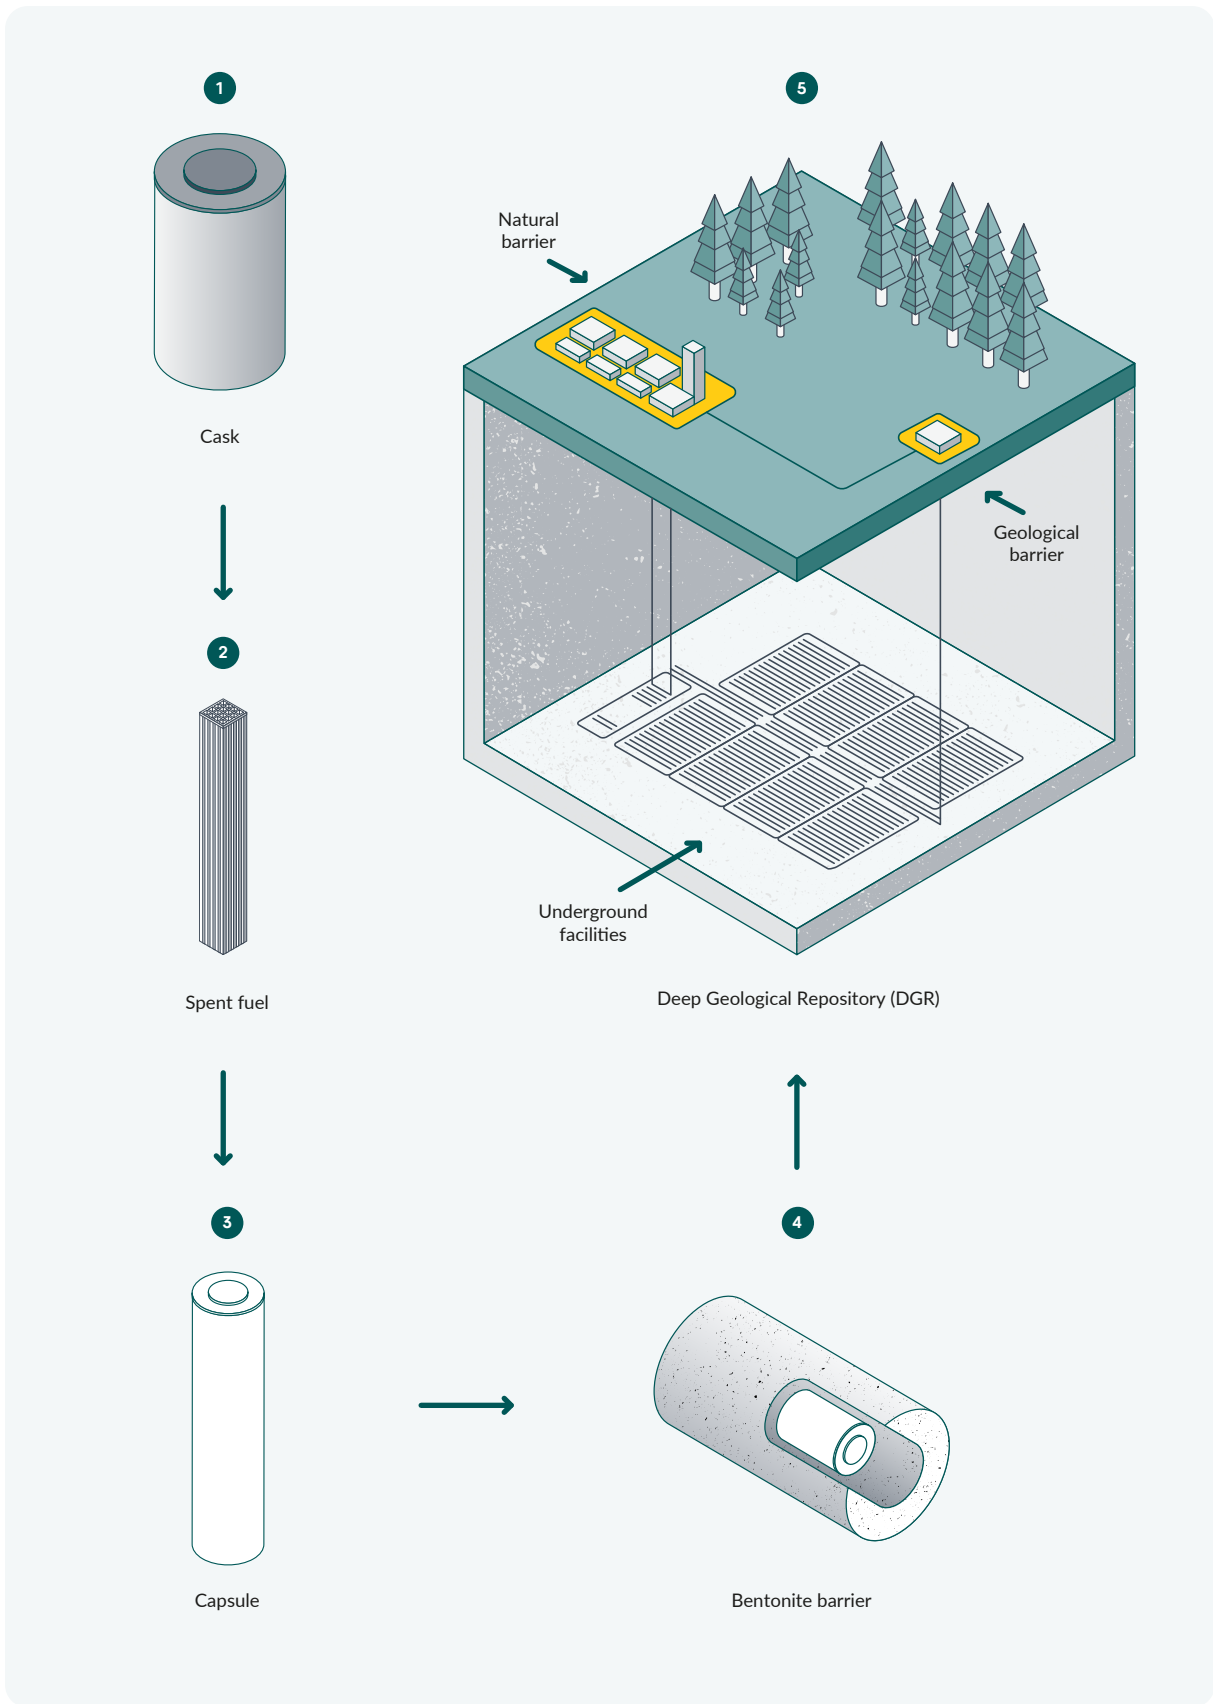 1
Cask
2
Spent fuel
3
Capsule
4
Bentonite barrier
5
Natural
barrier
Geological
barrier
Underground
facilities
Deep Geological Repository (DGR)